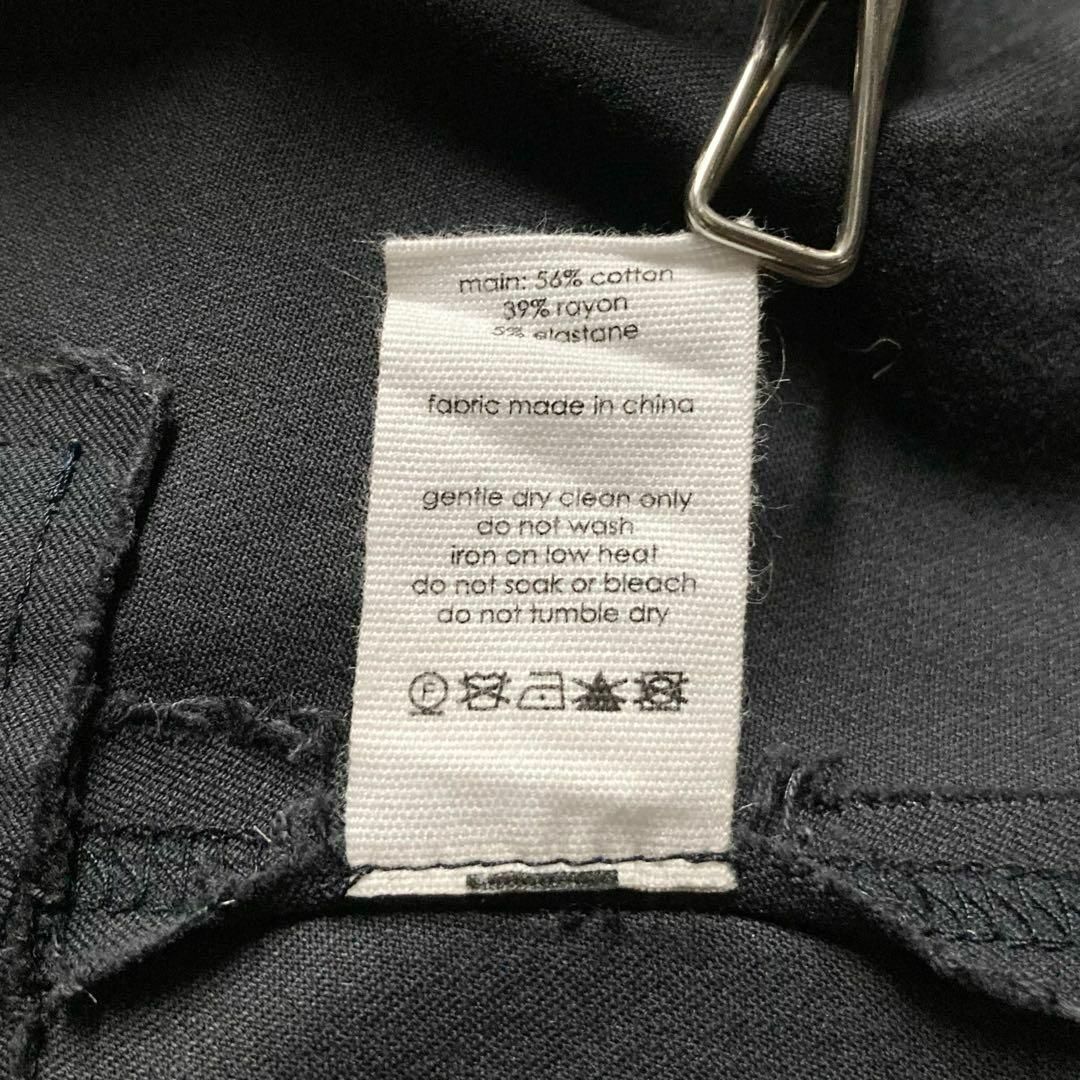 main: 56% cotton
39% rayon
5% elastane
fabric made in china
gentle dry clean only
do not wash
iron on low heat
do not soak or bleach
do not tumble dry
F